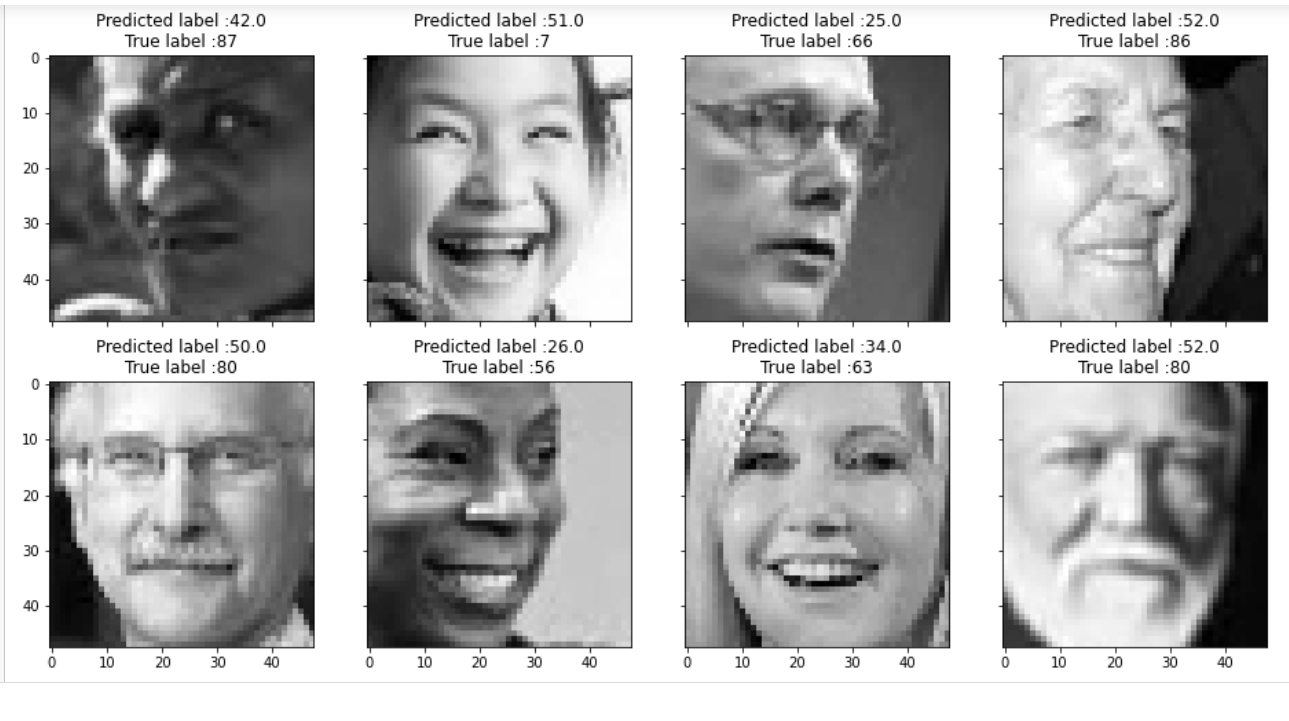 Predicted label :42.0
True label :87
Predicted label :51.0
True label :7
Predicted label :25.0
True label :66
Predicted label :52.0
True label :86
0
10
20
30
40
Predicted label :50.0
True label :80
Predicted label :26.0
True label :56
Predicted label :34.0
True label :63
Predicted label :52.0
True label :80
0
10
20
30
40
0 10 20 30 40
0 10 20 30 40
0 10 20 30 40
0 10 20 30 40